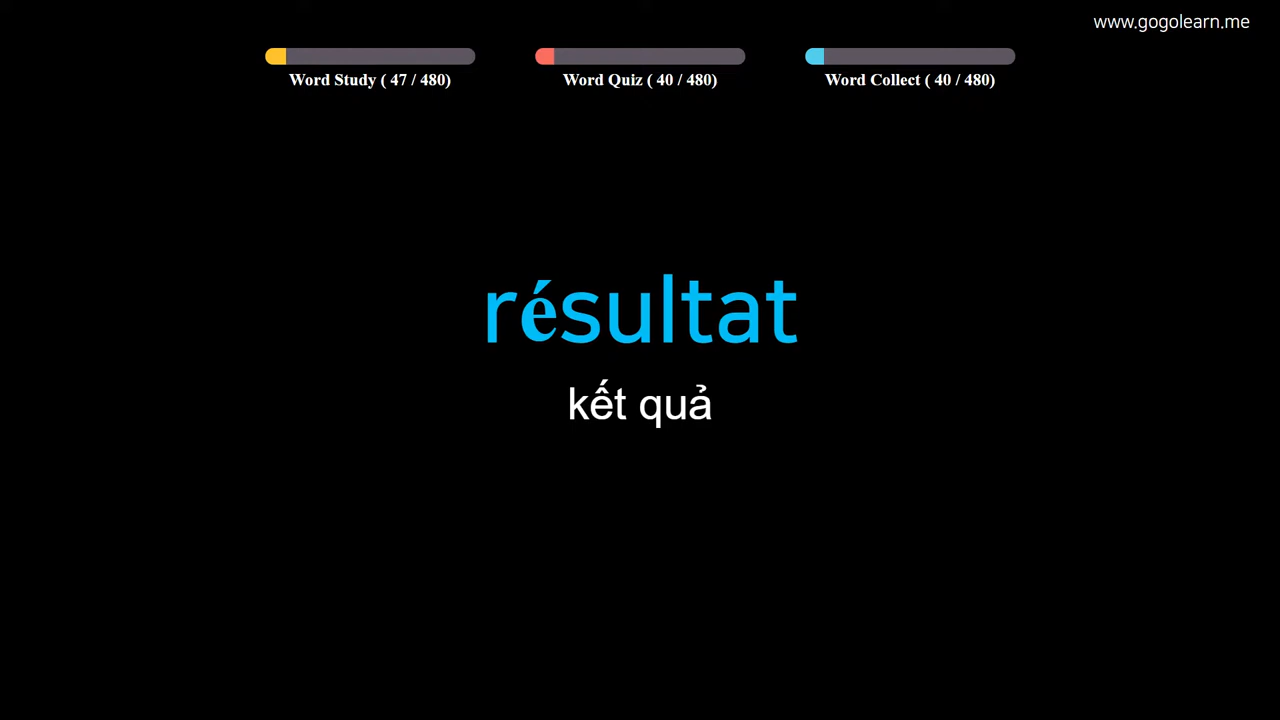 www.gogolearn.me
Word Study ( 47 / 480)
Word Quiz ( 40 / 480)
Word Collect ( 40 / 480)
résultat
kết quả